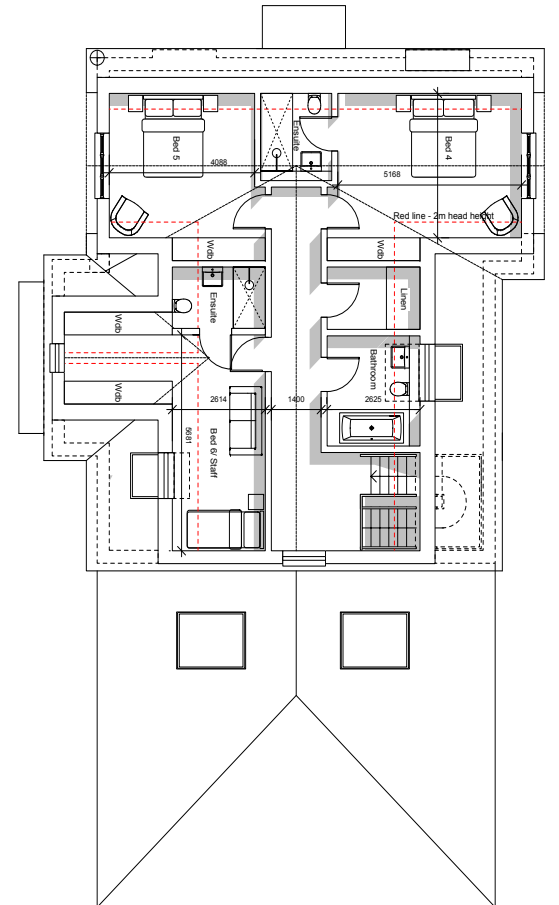 Bed 5
Ensuite
Bed 4
4088
5168
Red line - 2m head height
Wdb
Wdb
Ensuite
Linen
Wdb
Bathroom
Wdb
2614
1400
2625
5681
Bed 6/ Staff